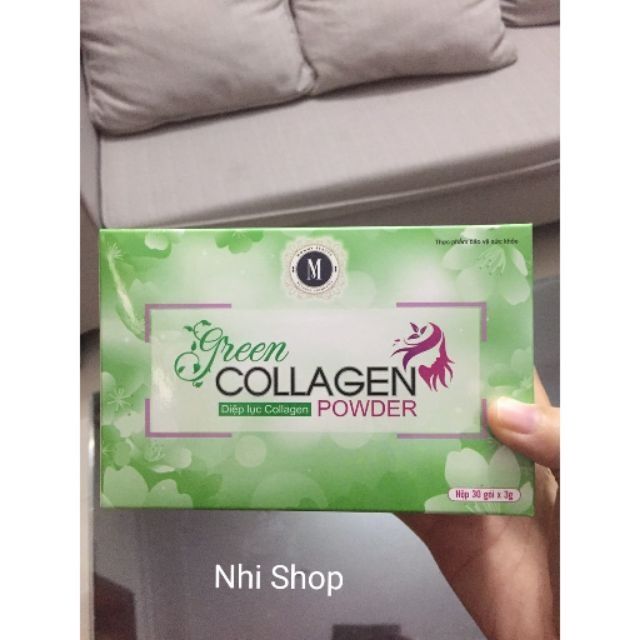 Thực phẩm bảo vệ sức khỏe
M
Green
COLLAGEN
Diệp lục Collagen POWDER
Hộp 30 gói x 3g
Nhi Shop